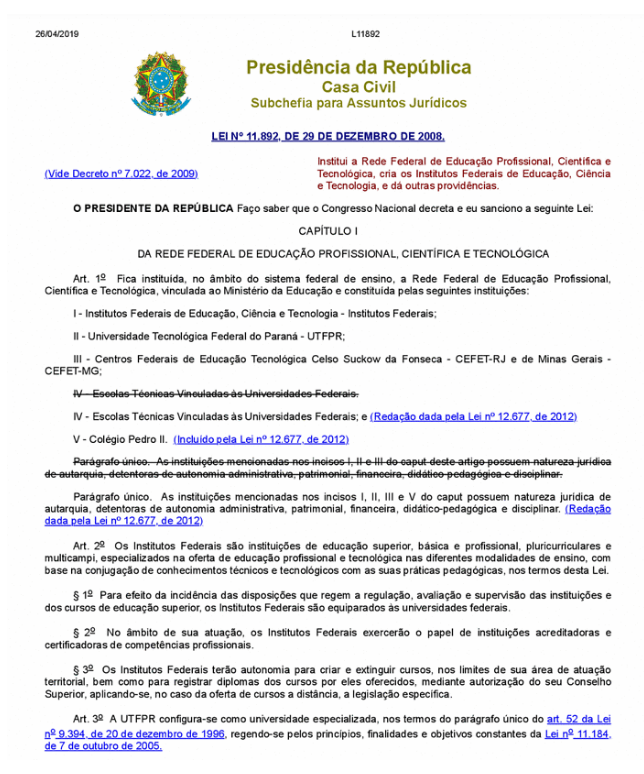 26/04/2019 L11892
Presidência da República
Casa Civil
Subchefia para Assuntos Jurídicos
LEI Nº 11.892, DE 29 DE DEZEMBRO DE 2008.
(Vide Decreto nº 7.022, de 2009)
Institui a Rede Federal de Educação Profissional, Científica e
Tecnológica, cria os Institutos Federais de Educação, Ciência
e Tecnologia, e dá outras providências.
O PRESIDENTE DA REPÚBLICA Faço saber que o Congresso Nacional decreta e eu sanciono a seguinte Lei:
CAPÍTULO I
DA REDE FEDERAL DE EDUCAÇÃO PROFISSIONAL, CIENTÍFICA E TECNOLÓGICA
Art. 1º Fica instituída, no âmbito do sistema federal de ensino, a Rede Federal de Educação Profissional,
Científica e Tecnológica, vinculada ao Ministério da Educação e constituída pelas seguintes instituições:
I - Institutos Federais de Educação, Ciência e Tecnologia - Institutos Federais;
II - Universidade Tecnológica Federal do Paraná - UTFPR;
III - Centros Federais de Educação Tecnológica Celso Suckow da Fonseca - CEFET-RJ e de Minas Gerais -
CEFET-MG;
IV - Escolas Técnicas Vinculadas às Universidades Federais.
IV - Escolas Técnicas Vinculadas às Universidades Federais; e (Redação dada pela Lei nº 12.677, de 2012)
V - Colégio Pedro II. (Incluído pela Lei nº 12.677, de 2012)
Parágrafo único. As instituições mencionadas nos incisos I, II e III do caput deste artigo possuem natureza jurídica
de autarquia, detentoras de autonomia administrativa, patrimonial, financeira, didático-pedagógica e disciplinar.
Parágrafo único. As instituições mencionadas nos incisos I, II, III e V do caput possuem natureza jurídica de
autarquia, detentoras de autonomia administrativa, patrimonial, financeira, didático-pedagógica e disciplinar. (Redação
dada pela Lei nº 12.677, de 2012)
Art. 2º Os Institutos Federais são instituições de educação superior, básica e profissional, pluricurriculares e
multicampi, especializados na oferta de educação profissional e tecnológica nas diferentes modalidades de ensino, com
base na conjugação de conhecimentos técnicos e tecnológicos com as suas práticas pedagógicas, nos termos desta Lei.
§ 1º Para efeito da incidência das disposições que regem a regulação, avaliação e supervisão das instituições e
dos cursos de educação superior, os Institutos Federais são equiparados às universidades federais.
§ 2º No âmbito de sua atuação, os Institutos Federais exercerão o papel de instituições acreditadoras e
certificadoras de competências profissionais.
§ 3º Os Institutos Federais terão autonomia para criar e extinguir cursos, nos limites de sua área de atuação
territorial, bem como para registrar diplomas dos cursos por eles oferecidos, mediante autorização do seu Conselho
Superior, aplicando-se, no caso da oferta de cursos a distância, a legislação específica.
Art. 3º A UTFPR configura-se como universidade especializada, nos termos do parágrafo único do art. 52 da Lei
nº 9.394, de 20 de dezembro de 1996, regendo-se pelos princípios, finalidades e objetivos constantes da Lei nº 11.184,
de 7 de outubro de 2005.